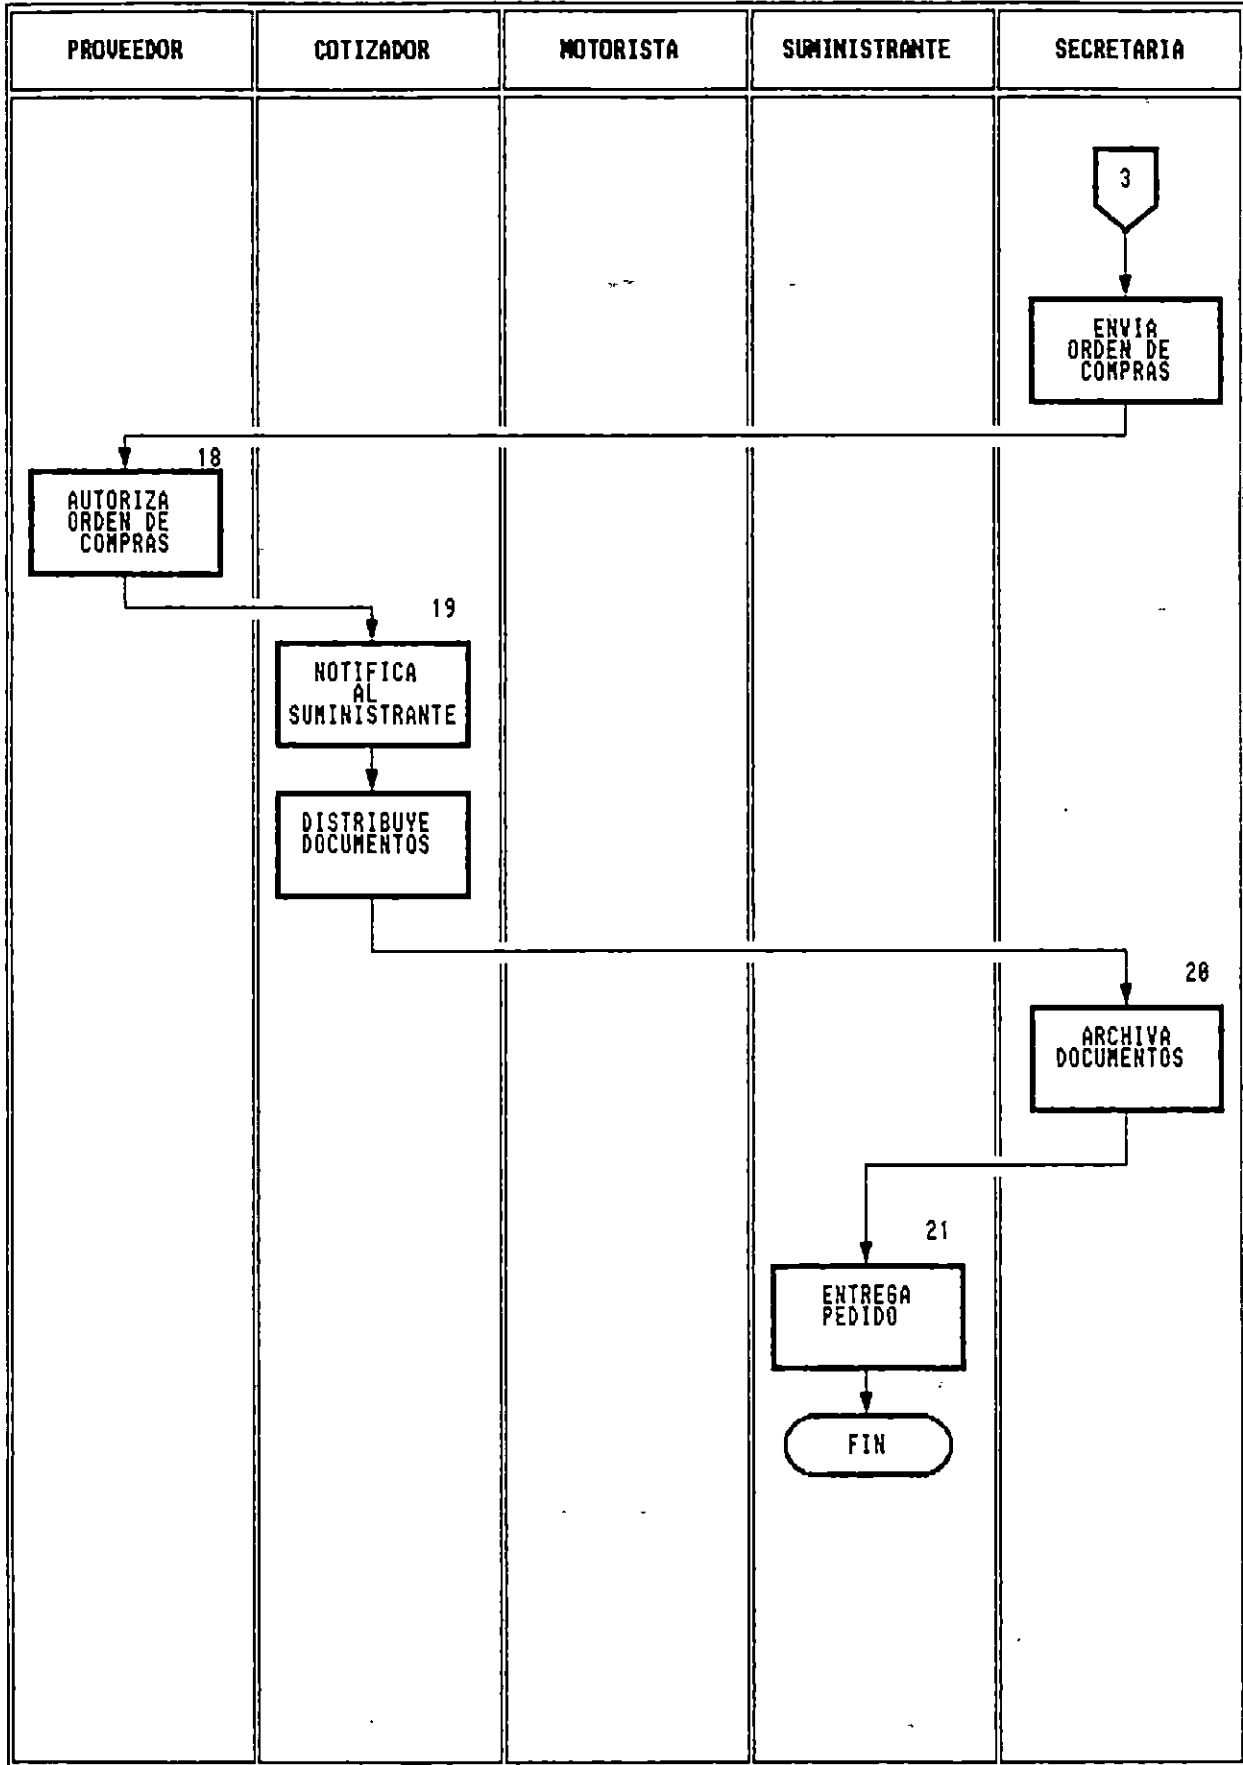 PROVEEDOR
COTIZADOR
MOTORISTA
SUMINISTRANTE
SECRETARIA
3
ENVIA
ORDEN DE
COMPRAS
18
AUTORIZA
ORDEN DE
COMPRAS
19
NOTIFICA
AL
SUMINISTRANTE
DISTRIBUYE
DOCUMENTOS
20
ARCHIVA
DOCUMENTOS
21
ENTREGA
PEDIDO
FIN